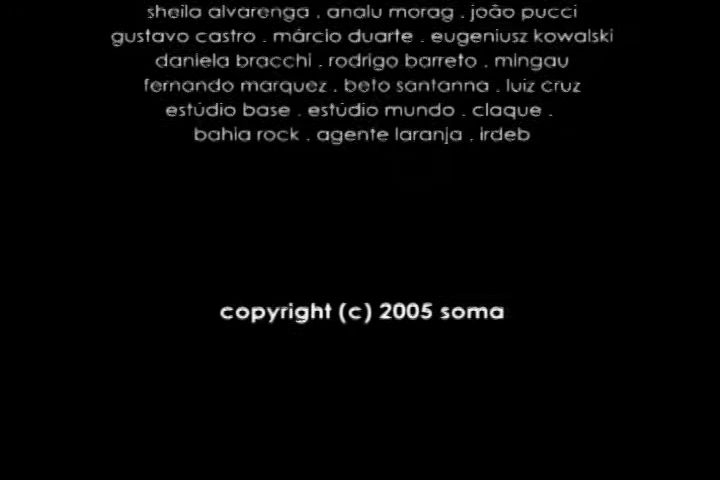 sheila alvarenga . analu morag . joão pucci
gustavo castro . márcio duarte . eugeniusz kowalski
daniela bracchi . rodrigo barreto . mingau
fernando marquez . beto santanna . luiz cruz
estúdio base . estúdio mundo . claque .
bahia rock . agente laranja . irdeb
copyright (c) 2005 soma